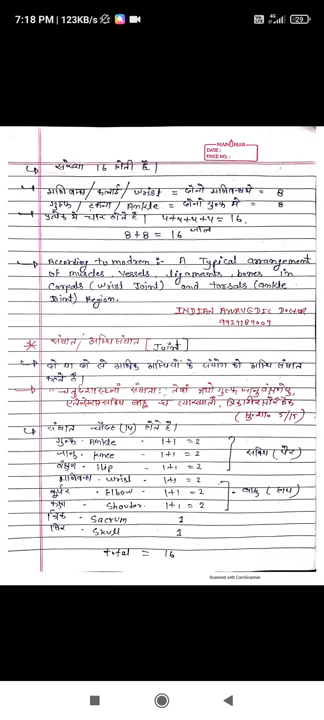 7:18 PM | 123KB/s
29
MANOHAR
DATE:
PAGE NO.:
संख्या 16 होती है।
मणिबन्ध / कलाई / wrist = दोनो मणिबन्ध मे = 8
गुल्फ / टखना / Ankle = दोनो गुल्फ मे = 8
प्रत्येक मे चार होते है। 4+4+4+4 = 16.
8+8 = 16 जाल
According to modren :- A Typical arrangement
of muscles, vessels, ligaments, bones in
Carpals (wrist Joint) and tarsals (ankle
Joint) Region.
INDIAN AYURVEDIC DOCTOR
9929189009
* संघात / अस्थिसंघात [Joint]
दो या दो से अधिक अस्थियो के संयोग को अस्थि संघात
कहते है।
" चतुर्दशास्थ्नां संघाताः; तेषां त्रयो गुल्फ जानु वंक्षणेषु,
एतेनेतरसक्थि बाहू च व्याख्यातौ, त्रिकशिरसोरेकैकः
(सु.शा. 5/15)
संघात चौदह (14) होते है।
गुल्फ - Ankle - 1+1 = 2
जानु - Knee - 1+1 = 2
वंक्षण - Hip - 1+1 = 2
सक्थि (पैर)
मणिबन्ध - wrist - 1+1 = 2
कूर्पर - Elbow - 1+1 = 2
कक्षा - Shouter - 1+1 = 2
बाहु (हाथ)
त्रिक - Sacrum 1
शिर - Skull 1
total = 16
Scanned with CamScanner